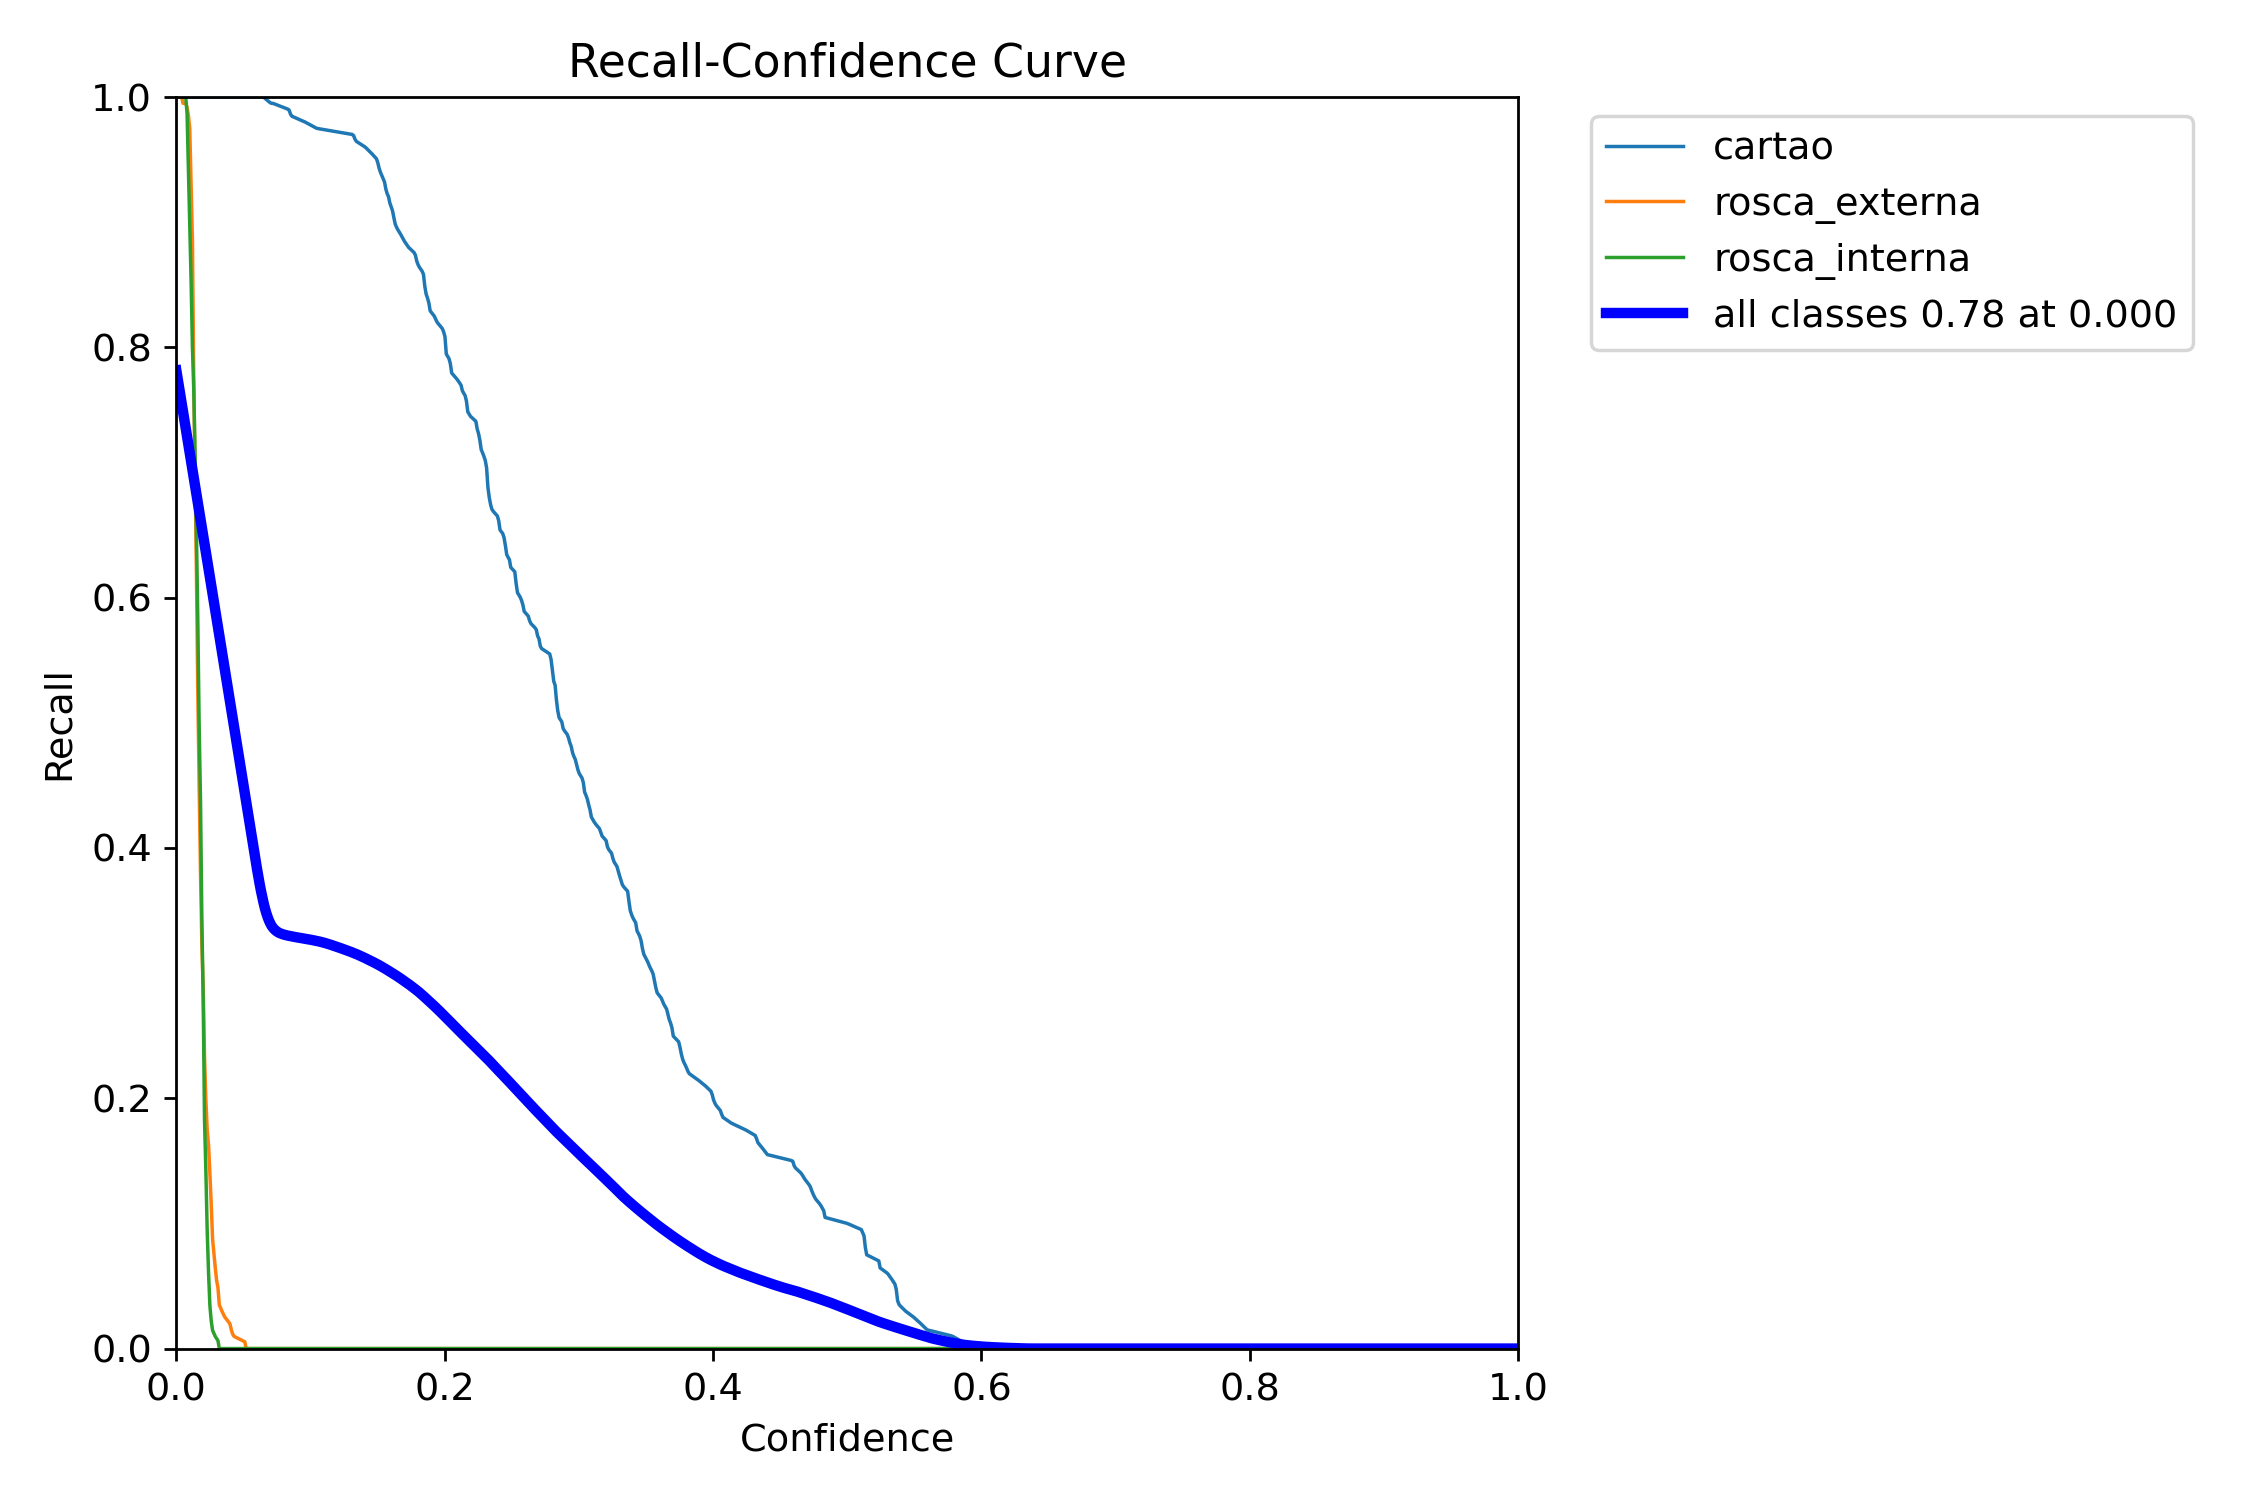 Recall-Confidence Curve
1.0
0.8
0.6
0.4
0.2
0.0
Recall
0.0 0.2 0.4 0.6 0.8 1.0
Confidence
cartao
rosca_externa
rosca_interna
all classes 0.78 at 0.000